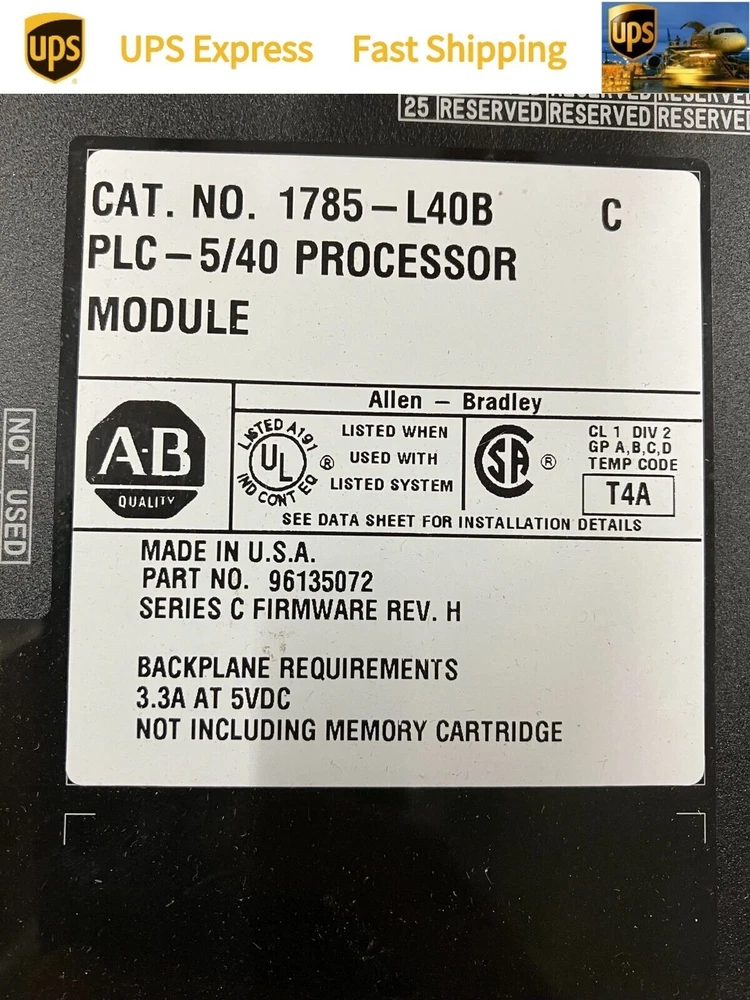 ups UPS Express Fast Shipping ups
25 RESERVED RESERVED RESERVE
CAT. NO. 1785-L40B C
PLC-5/40 PROCESSOR
MODULE
Allen - Bradley
A·B
QUALITY
LISTED A191
UL ®
IND CONT EQ
LISTED WHEN
USED WITH
LISTED SYSTEM
SA ®
CL 1 DIV 2
GP A,B,C,D
TEMP CODE
T4A
SEE DATA SHEET FOR INSTALLATION DETAILS
NOT USED
MADE IN U.S.A.
PART NO. 96135072
SERIES C FIRMWARE REV. H
BACKPLANE REQUIREMENTS
3.3A AT 5VDC
NOT INCLUDING MEMORY CARTRIDGE